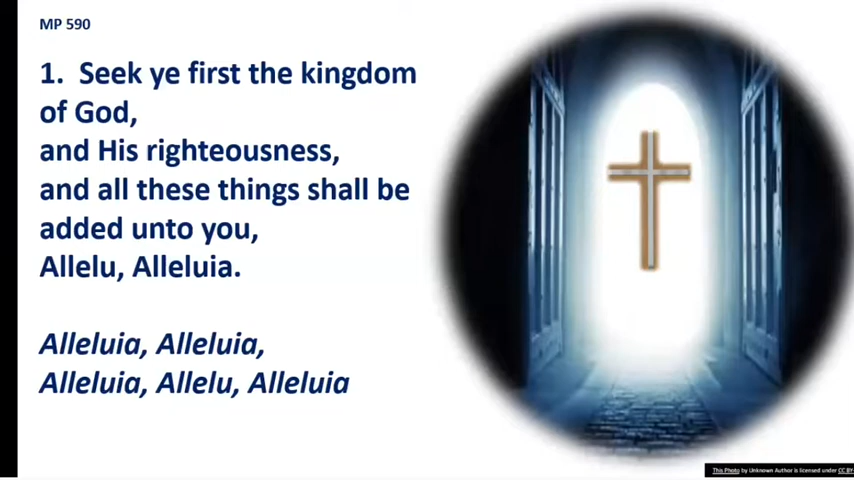 MP 590
1. Seek ye first the kingdom
of God,
and His righteousness,
and all these things shall be
added unto you,
Allelu, Alleluia.
Alleluia, Alleluia,
Alleluia, Allelu, Alleluia
This Photo by Unknown Author is licensed under CC BY